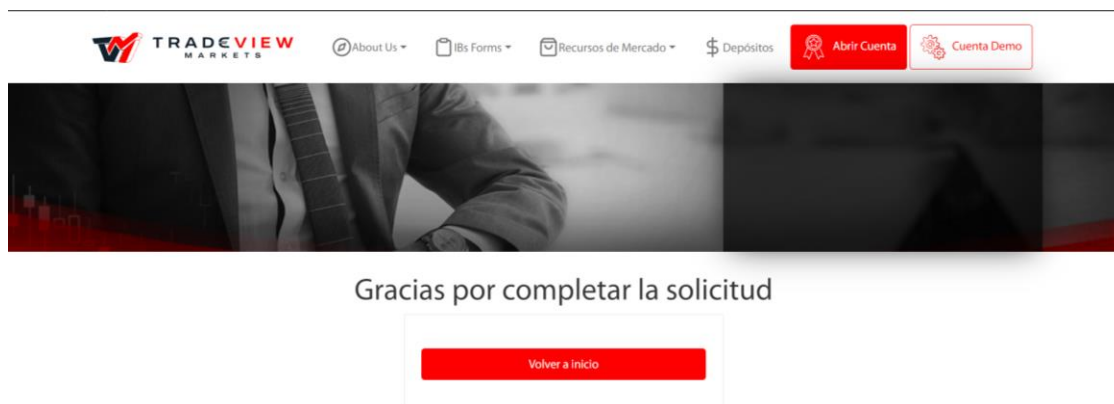 TRADEVIEW
MARKETS
About Us
IBs Forms
Recursos de Mercado
Depósitos
Abrir Cuenta
Cuenta Demo
Gracias por completar la solicitud
Volver a inicio